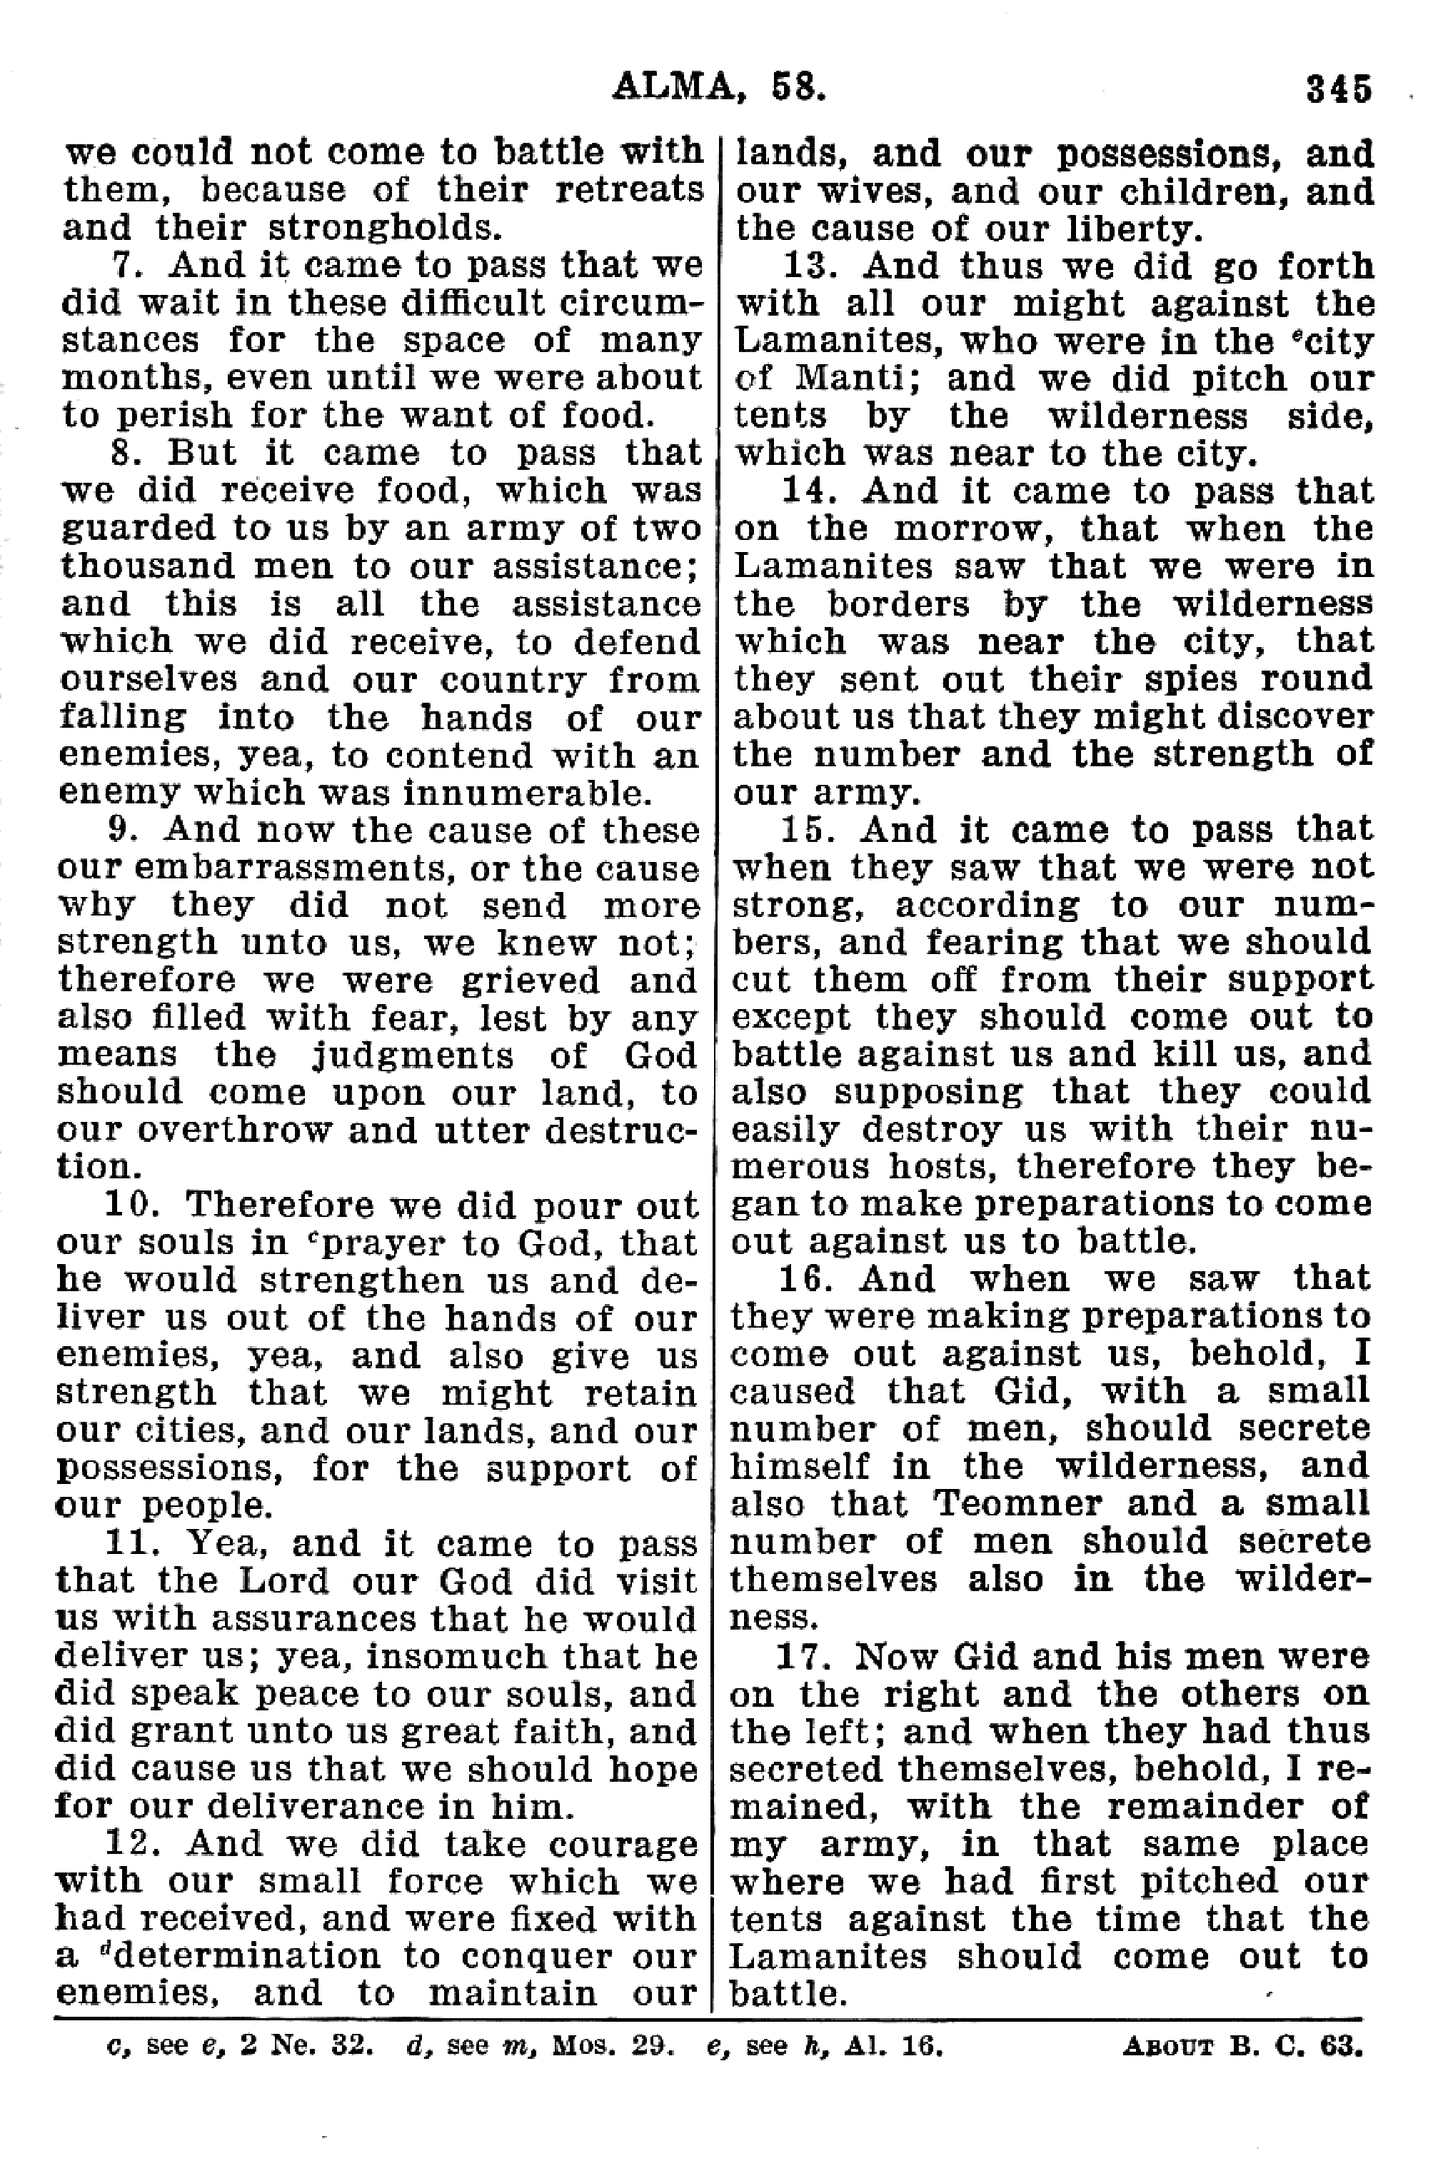 ALMA, 58.
345
we could not come to battle with
them, because of their retreats
and their strongholds.
7. And it came to pass that we
did wait in these difficult circum-
stances for the space of many
months, even until we were about
to perish for the want of food.
8. But it came to pass that
we did receive food, which was
guarded to us by an army of two
thousand men to our assistance;
and this is all the assistance
which we did receive, to defend
ourselves and our country from
falling into the hands of our
enemies, yea, to contend with an
enemy which was innumerable.
9. And now the cause of these
our embarrassments, or the cause
why they did not send more
strength unto us, we knew not;
therefore we were grieved and
also filled with fear, lest by any
means the judgments of God
should come upon our land, to
our overthrow and utter destruc-
tion.
10. Therefore we did pour out
our souls in cprayer to God, that
he would strengthen us and de-
liver us out of the hands of our
enemies, yea, and also give us
strength that we might retain
our cities, and our lands, and our
possessions, for the support of
our people.
11. Yea, and it came to pass
that the Lord our God did visit
us with assurances that he would
deliver us; yea, insomuch that he
did speak peace to our souls, and
did grant unto us great faith, and
did cause us that we should hope
for our deliverance in him.
12. And we did take courage
with our small force which we
had received, and were fixed with
a ddetermination to conquer our
enemies, and to maintain our
lands, and our possessions, and
our wives, and our children, and
the cause of our liberty.
13. And thus we did go forth
with all our might against the
Lamanites, who were in the ecity
of Manti; and we did pitch our
tents by the wilderness side,
which was near to the city.
14. And it came to pass that
on the morrow, that when the
Lamanites saw that we were in
the borders by the wilderness
which was near the city, that
they sent out their spies round
about us that they might discover
the number and the strength of
our army.
15. And it came to pass that
when they saw that we were not
strong, according to our num-
bers, and fearing that we should
cut them off from their support
except they should come out to
battle against us and kill us, and
also supposing that they could
easily destroy us with their nu-
merous hosts, therefore they be-
gan to make preparations to come
out against us to battle.
16. And when we saw that
they were making preparations to
come out against us, behold, I
caused that Gid, with a small
number of men, should secrete
himself in the wilderness, and
also that Teomner and a small
number of men should secrete
themselves also in the wilder-
ness.
17. Now Gid and his men were
on the right and the others on
the left; and when they had thus
secreted themselves, behold, I re-
mained, with the remainder of
my army, in that same place
where we had first pitched our
tents against the time that the
Lamanites should come out to
battle.
c, see e, 2 Ne. 32. d, see m, Mos. 29. e, see h, Al. 16. ABOUT B. C. 63.